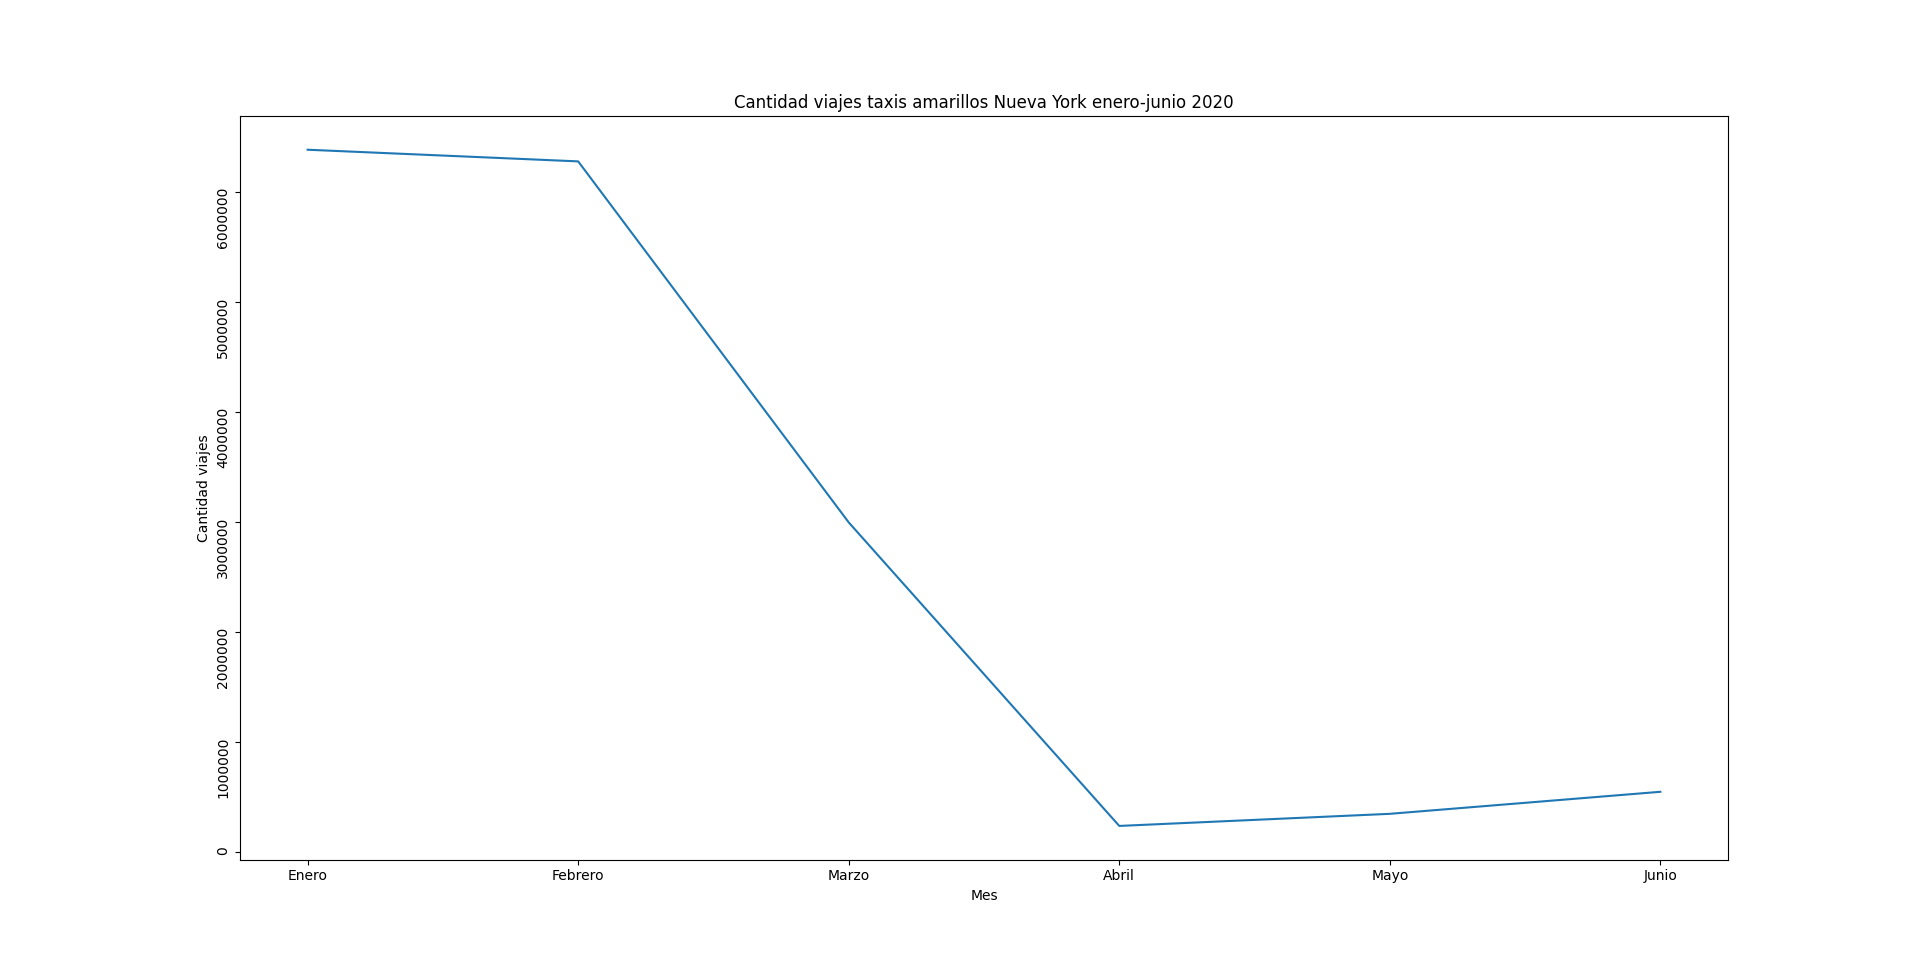 Cantidad viajes taxis amarillos Nueva York enero-junio 2020
Cantidad viajes
6000000
5000000
4000000
3000000
2000000
1000000
0
Enero Febrero Marzo Abril Mayo Junio
Mes